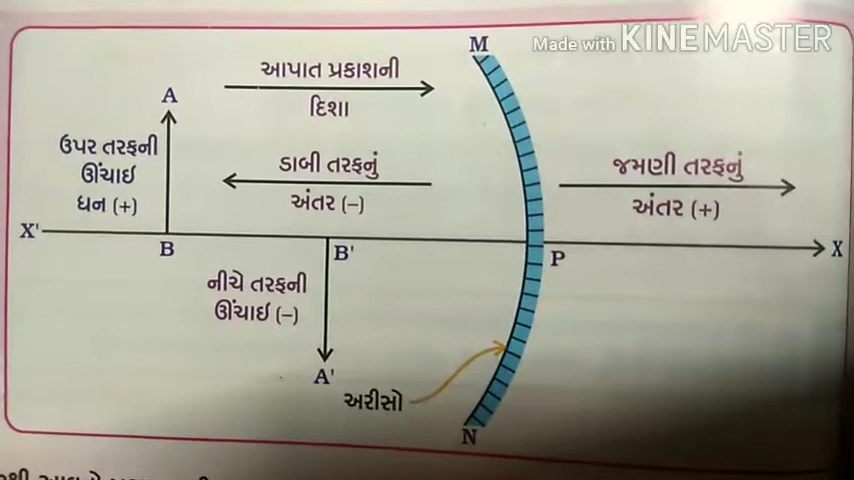 M
Made with KINEMASTER
આપાત પ્રકાશની
દિશા
A
ઉપર તરફની
ઊંચાઈ
ધન (+)
ડાબી તરફનું
અંતર (–)
જમણી તરફનું
અંતર (+)
X'
B
B'
P
X
નીચે તરફની
ઊંચાઈ (–)
A'
અરીસો
N